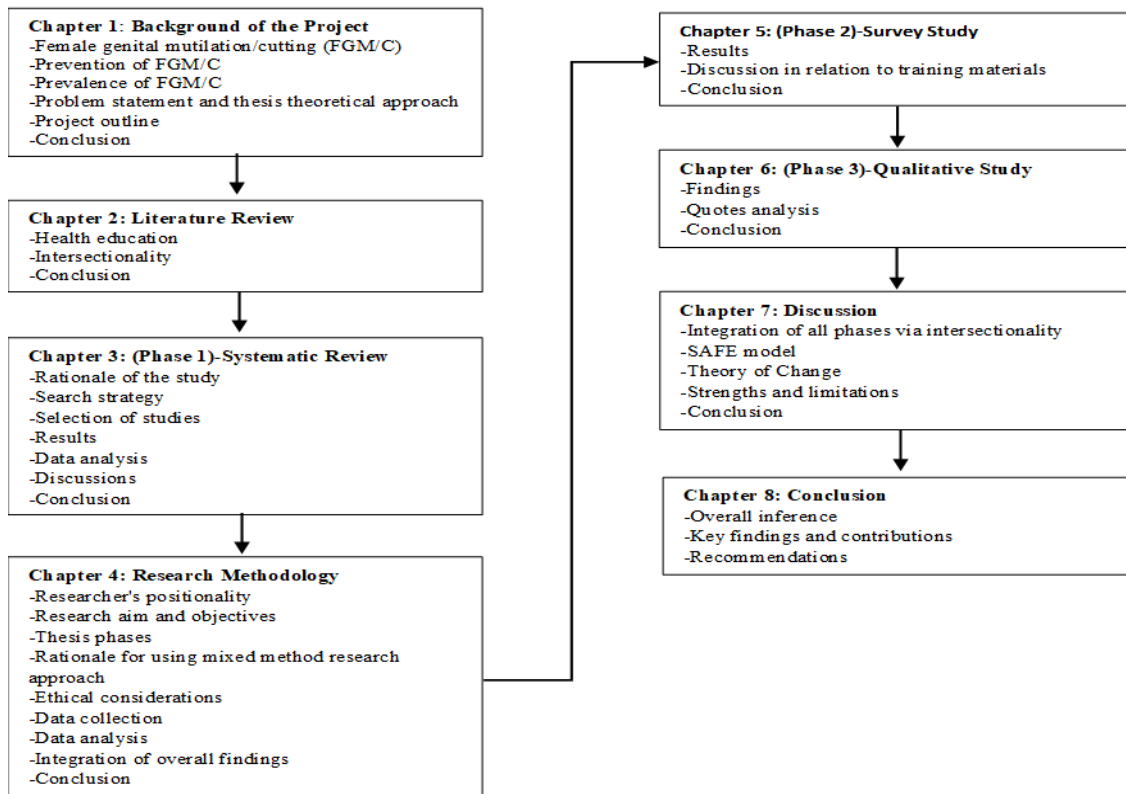 Chapter 1: Background of the Project
-Female genital mutilation/cutting (FGM/C)
-Prevention of FGM/C
-Prevalence of FGM/C
-Problem statement and thesis theoretical approach
-Project outline
-Conclusion
Chapter 2: Literature Review
-Health education
-Intersectionality
-Conclusion
Chapter 3: (Phase 1)-Systematic Review
-Rationale of the study
-Search strategy
-Selection of studies
-Results
-Data analysis
-Discussions
-Conclusion
Chapter 4: Research Methodology
-Researcher's positionality
-Research aim and objectives
-Thesis phases
-Rationale for using mixed method research
approach
-Ethical considerations
-Data collection
-Data analysis
-Integration of overall findings
-Conclusion
Chapter 5: (Phase 2)-Survey Study
-Results
-Discussion in relation to training materials
-Conclusion
Chapter 6: (Phase 3)-Qualitative Study
-Findings
-Quotes analysis
-Conclusion
Chapter 7: Discussion
-Integration of all phases via intersectionality
-SAFE model
-Theory of Change
-Strengths and limitations
-Conclusion
Chapter 8: Conclusion
-Overall inference
-Key findings and contributions
-Recommendations